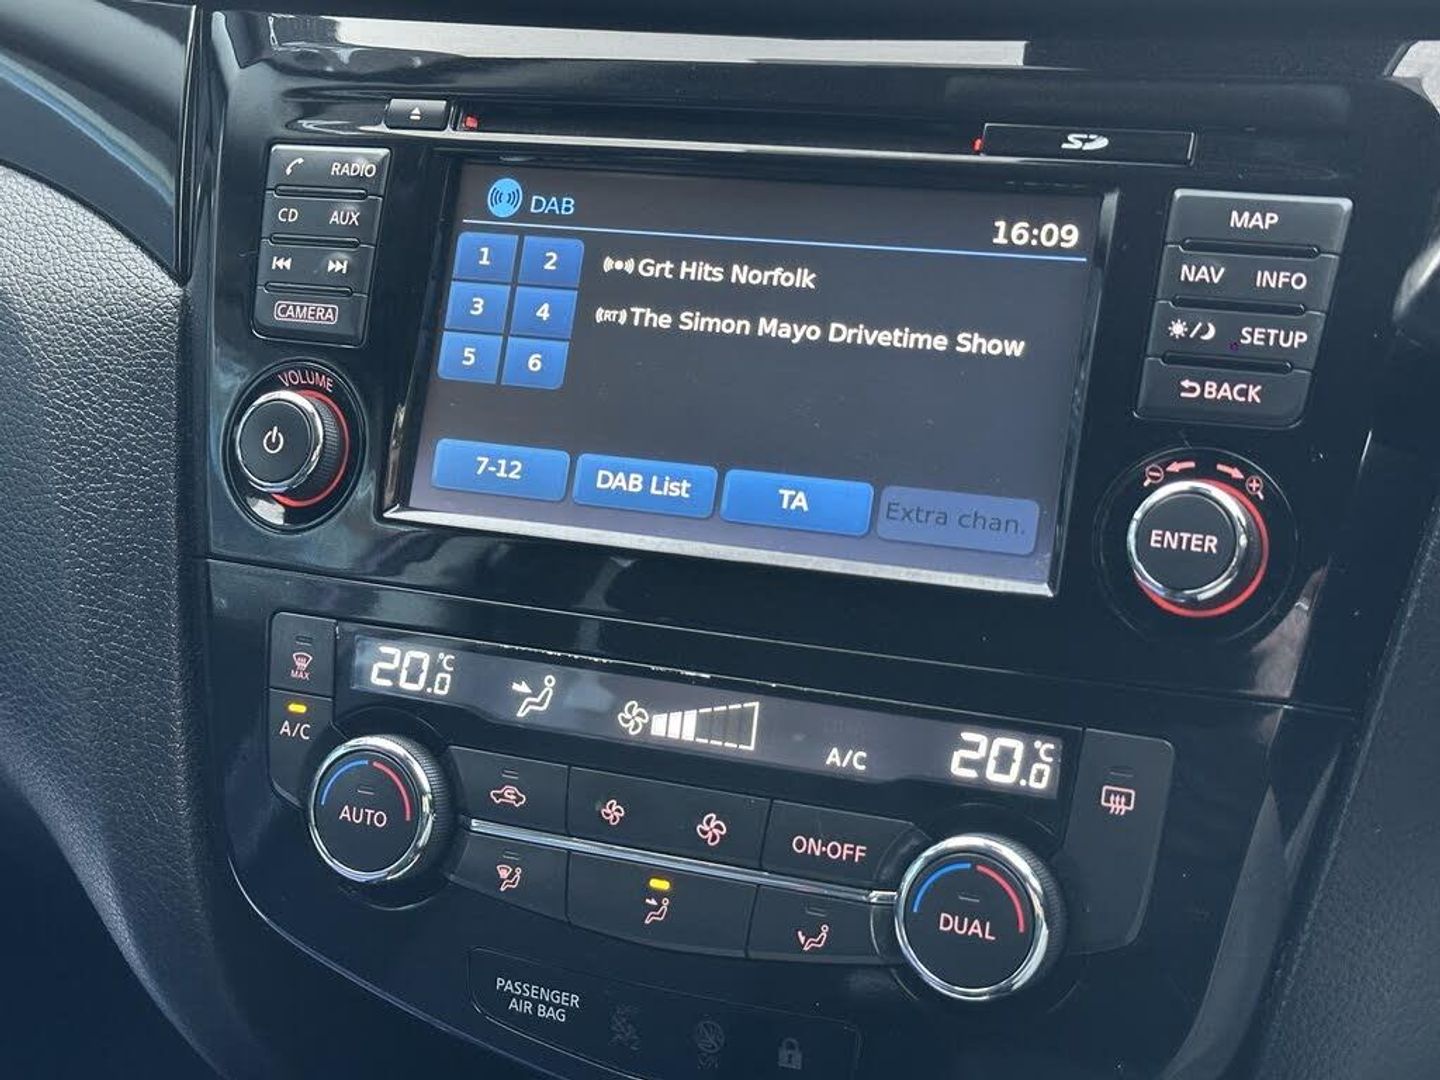 SD
RADIO
CD AUX
CAMERA
VOLUME
DAB
16:09
1 2
3 4
5 6
Grt Hits Norfolk
(RT) The Simon Mayo Drivetime Show
7-12 DAB List TA Extra chan.
MAP
NAV INFO
SETUP
BACK
ENTER
MAX
A/C
20.0°C
A/C
20.0°C
AUTO
ON·OFF
DUAL
PASSENGER
AIR BAG